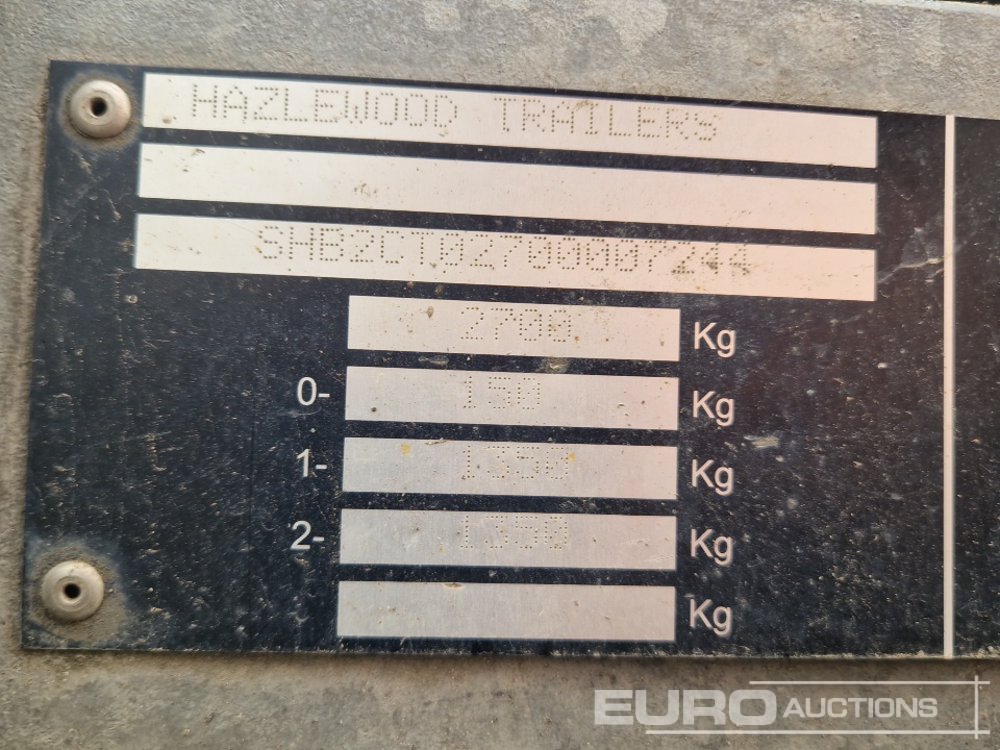 HAZLEWOOD TRAILERS
SHB2CT02700007244
2700 Kg
0- 150 Kg
1- 1350 Kg
2- 1350 Kg
Kg
EURO AUCTIONS